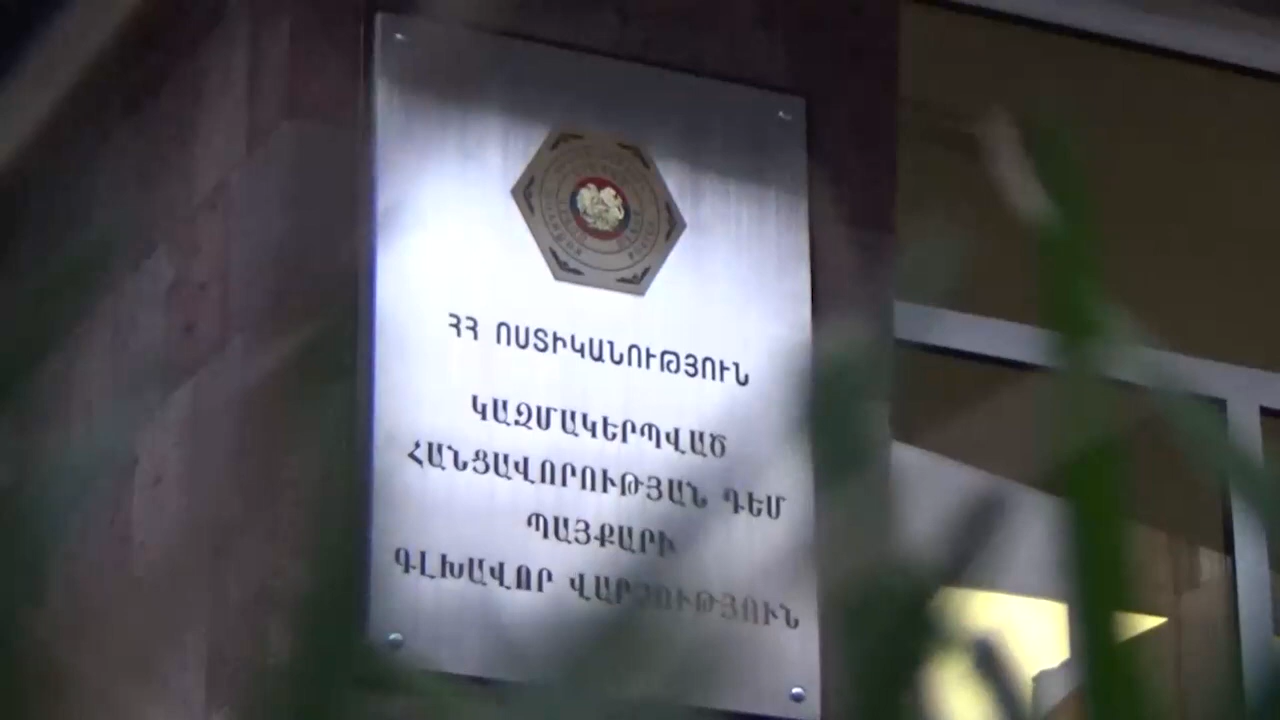 ՀՀ ՈՍՏԻԿԱՆՈՒԹՅՈՒՆ
ԿԱԶՄԱԿԵՐՊՎԱԾ
ՀԱՆՑԱՎՈՐՈՒԹՅԱՆ ԴԵՄ
ՊԱՅՔԱՐԻ
ԳԼԽԱՎՈՐ ՎԱՐՉՈՒԹՅՈՒՆ